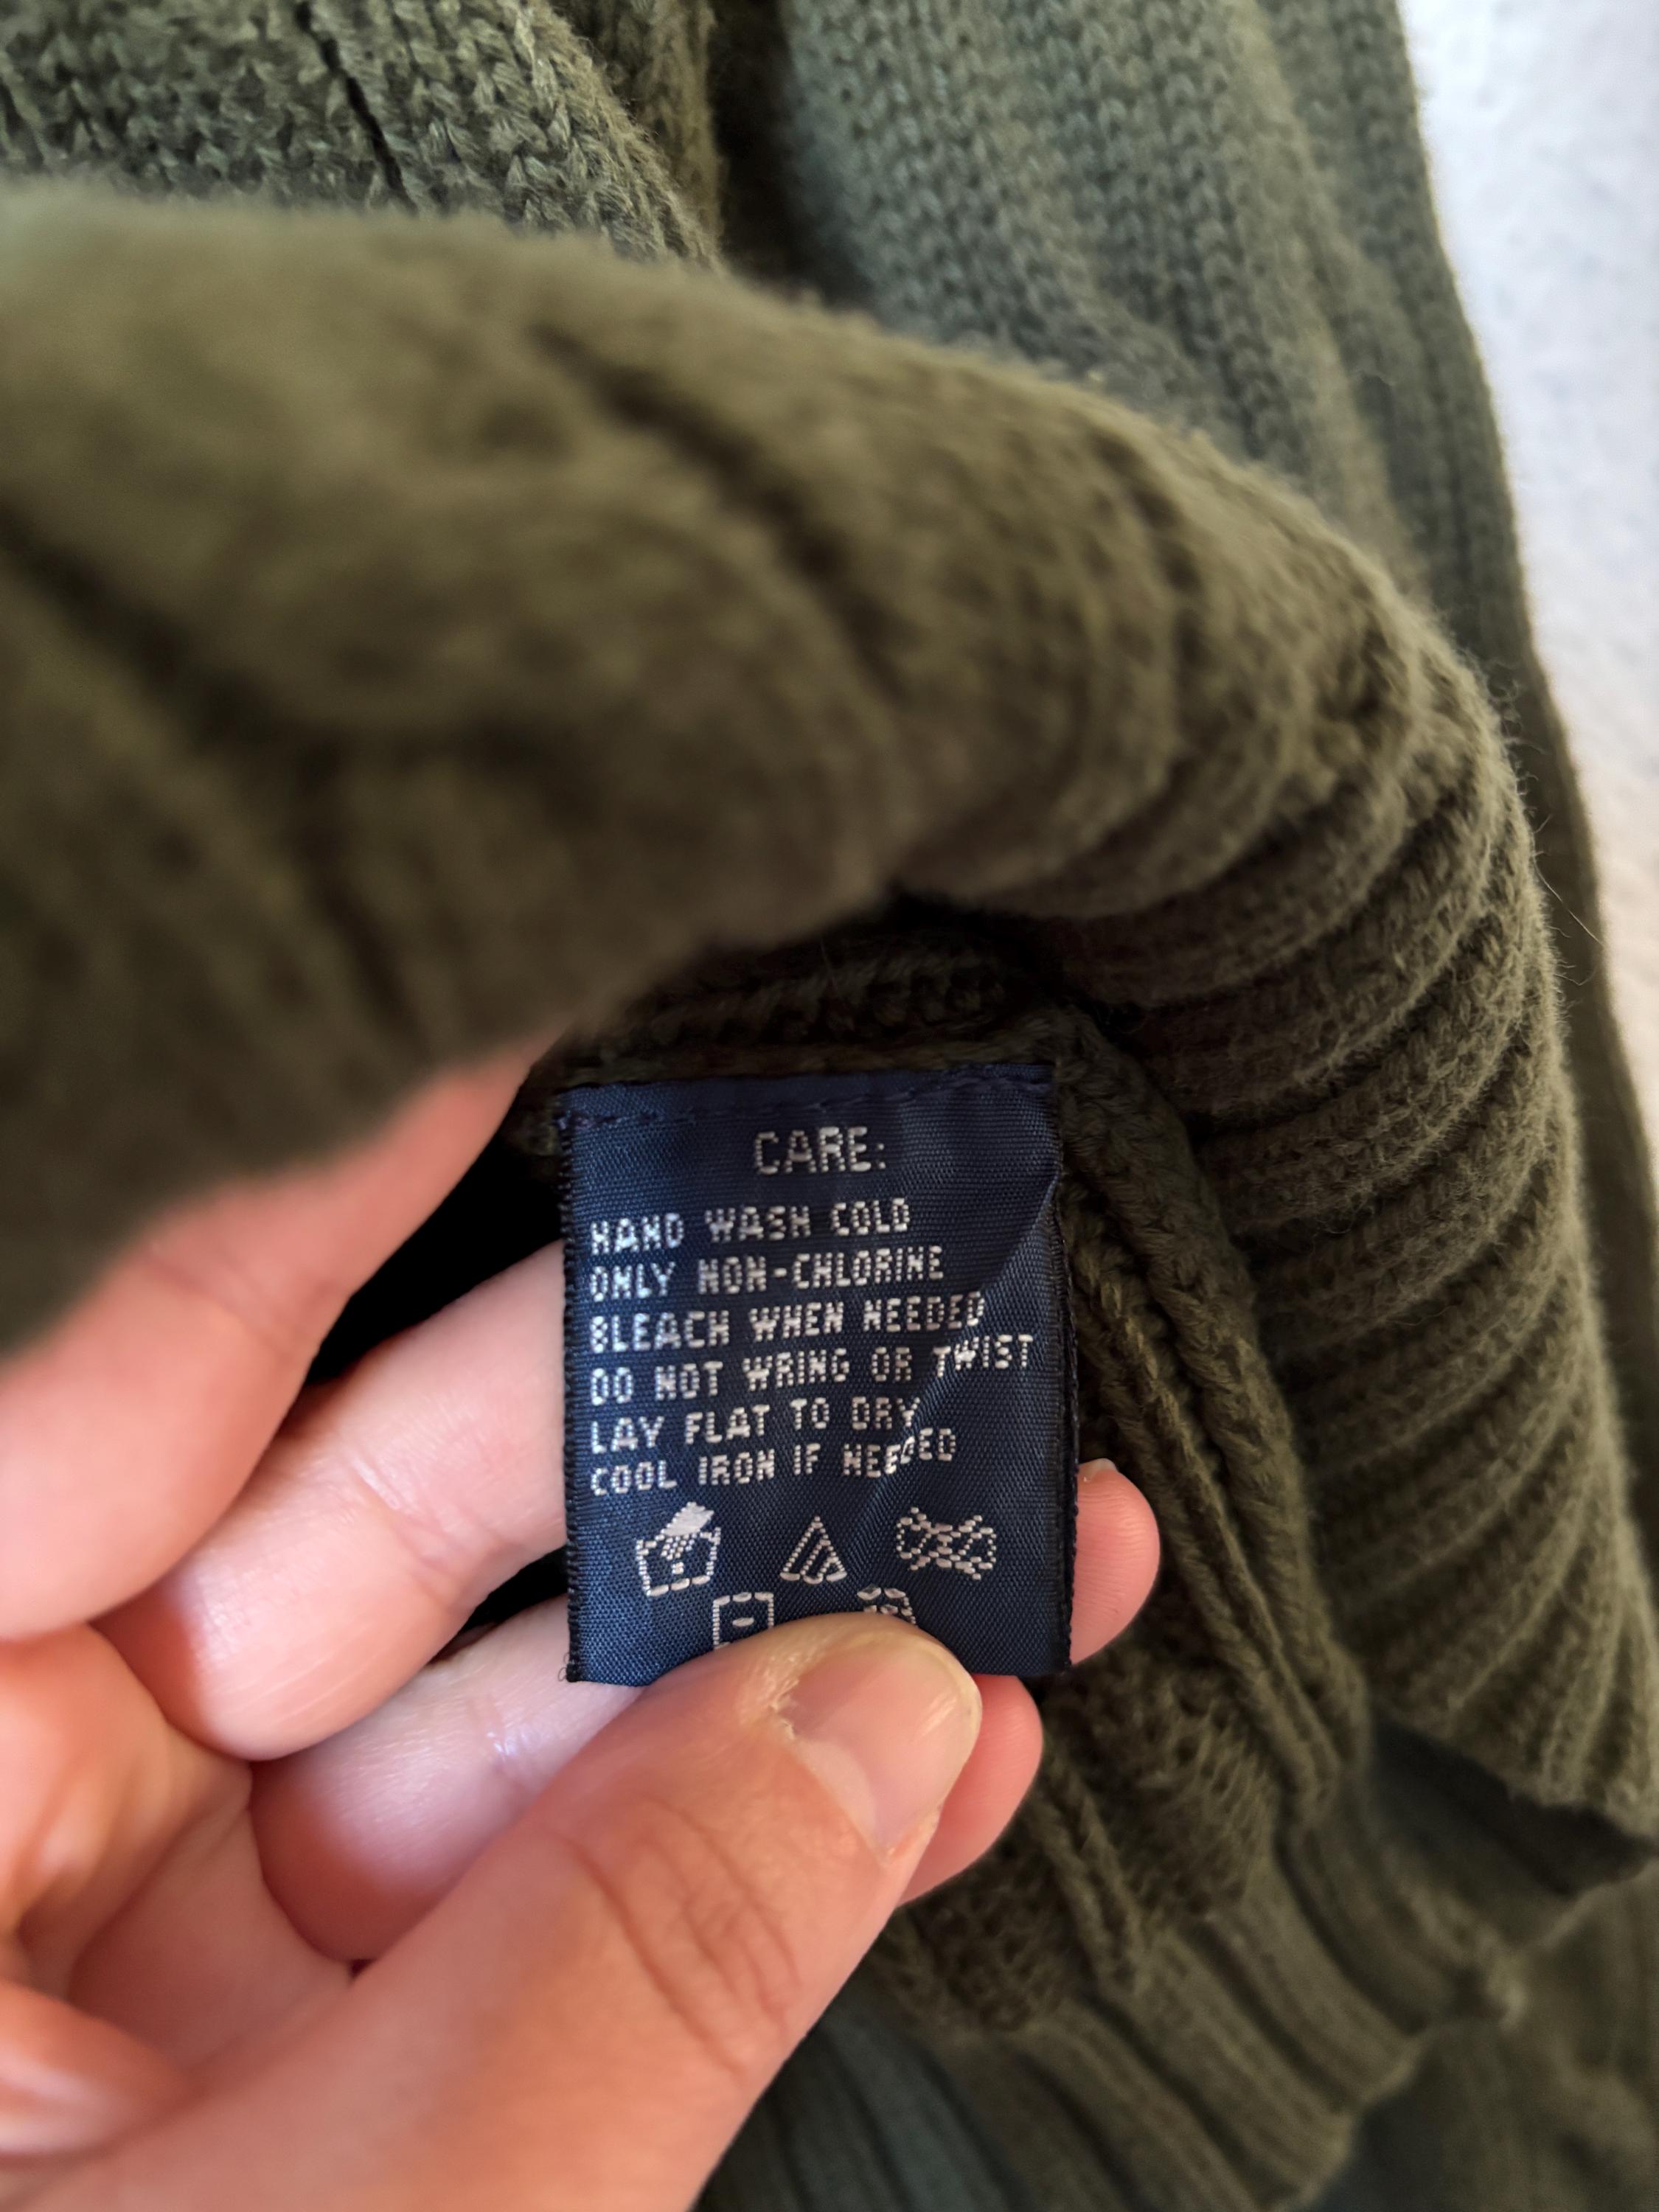 CARE:
HAND WASH COLD
ONLY NON-CHLORINE
BLEACH WHEN NEEDED
DO NOT WRING OR TWIST
LAY FLAT TO DRY
COOL IRON IF NEEDED